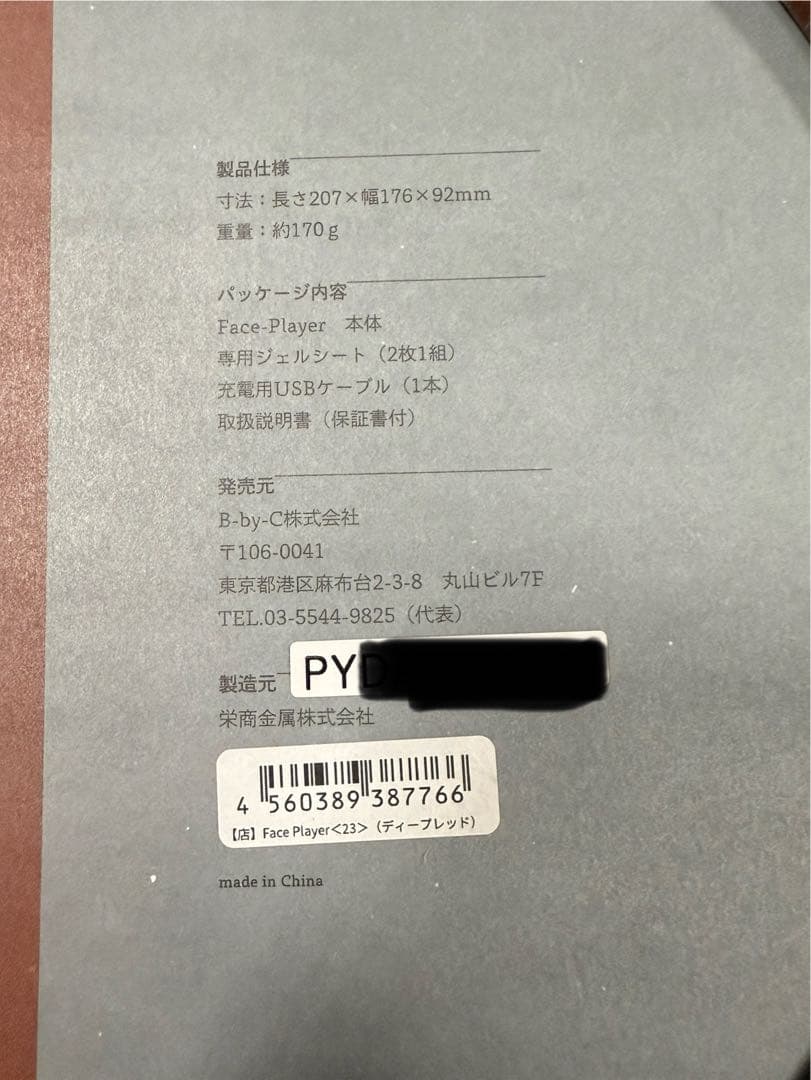 製品仕様
寸法：長さ207×幅176×92mm
重量：約170g
パッケージ内容
Face-Player　本体
専用ジェルシート（2枚1組）
充電用USBケーブル（1本）
取扱説明書（保証書付）
発売元
B-by-C株式会社
〒106-0041
東京都港区麻布台2-3-8　丸山ビル7F
TEL.03-5544-9825（代表）
PYD
製造元
栄商金属株式会社
4 560389 387766
【店】Face Player＜23＞（ディープレッド）
made in China